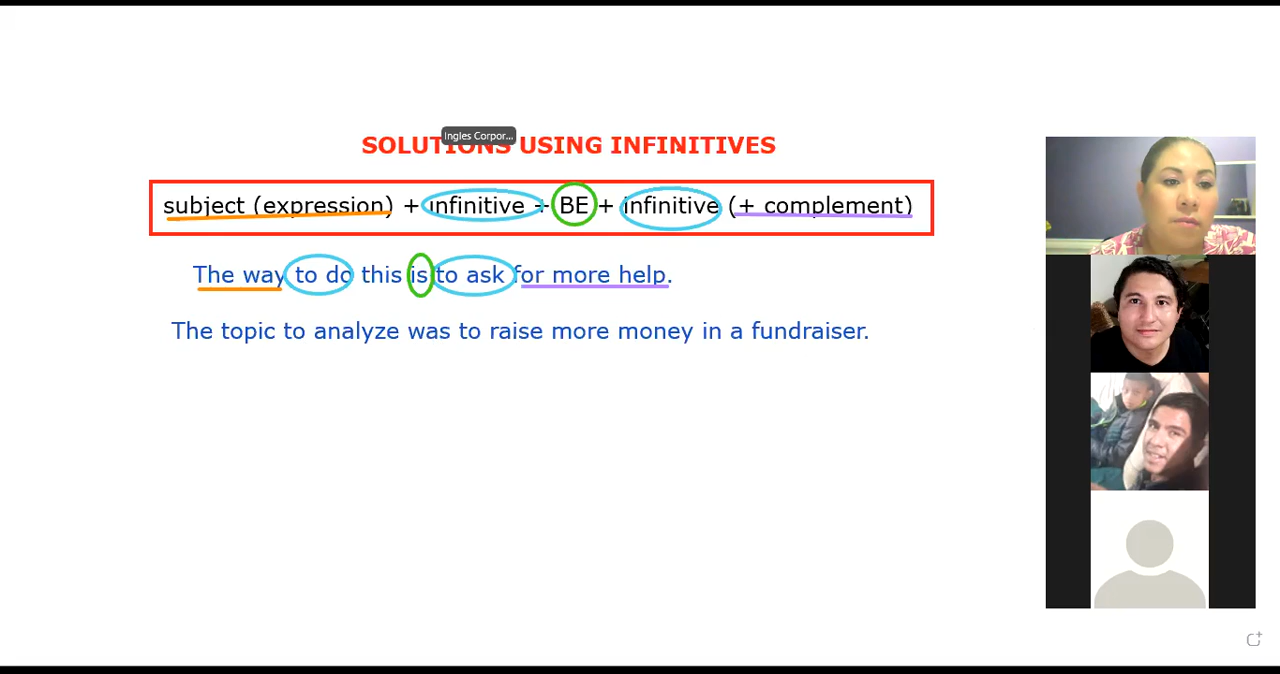 Ingles Corpor...
SOLUTIONS USING INFINITIVES
subject (expression) + infinitive + BE + infinitive (+ complement)
The way to do this is to ask for more help.
The topic to analyze was to raise more money in a fundraiser.